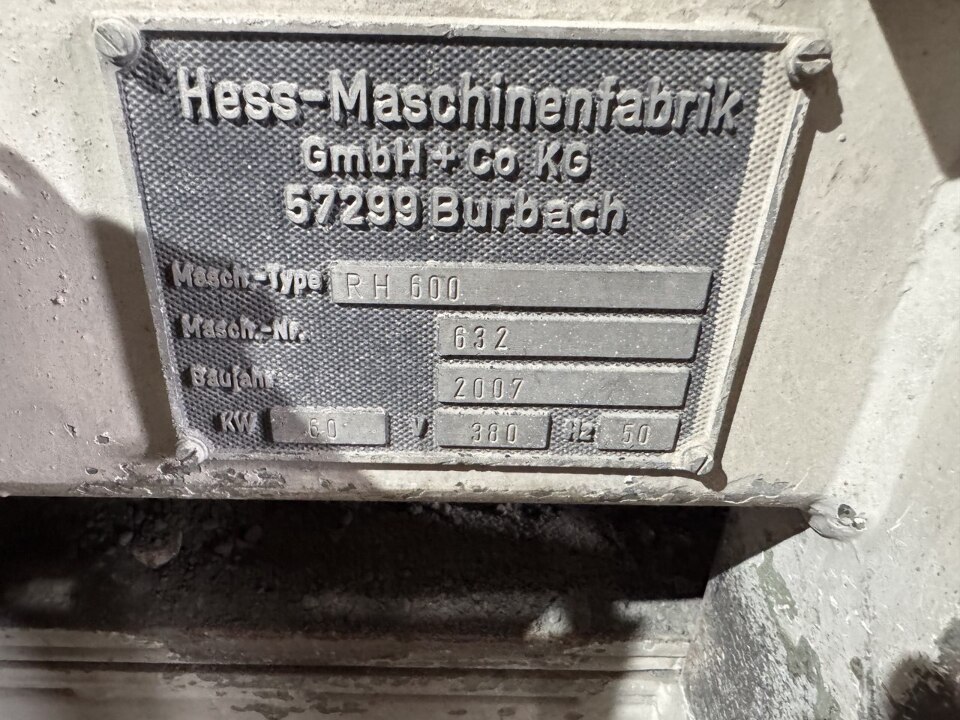 Hess-Maschinenfabrik
GmbH + Co KG
57299 Burbach
Masch.-Type RH 600
Masch.-Nr. 632
Baujahr 2007
KW 60 V 380 Hz 50